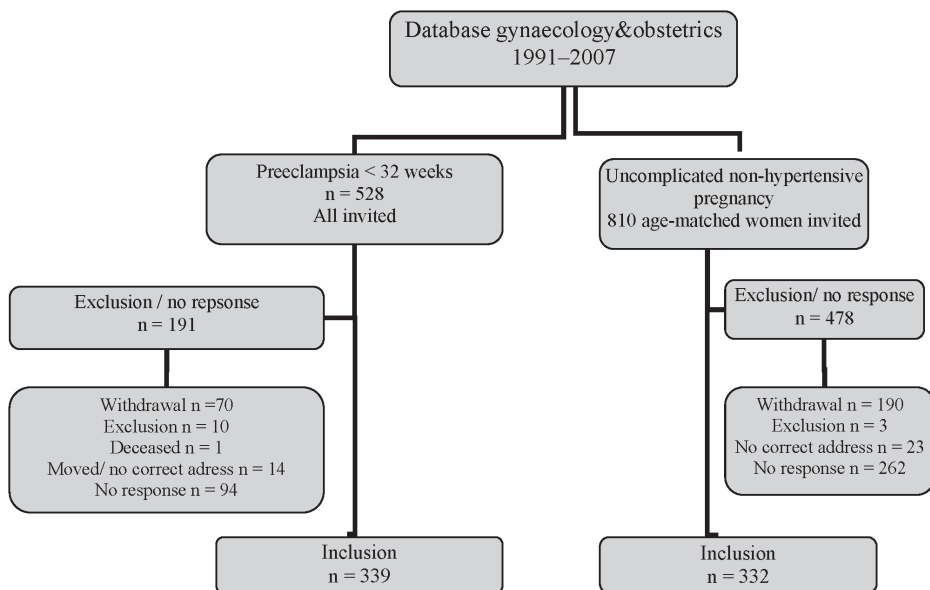 Database gynaecology&obstetrics
1991–2007
Preeclampsia < 32 weeks
n = 528
All invited
Uncomplicated non-hypertensive
pregnancy
810 age-matched women invited
Exclusion / no repsonse
n = 191
Exclusion/ no response
n = 478
Withdrawal n =70
Exclusion n = 10
Deceased n = 1
Moved/ no correct adress n = 14
No response n = 94
Withdrawal n = 190
Exclusion n = 3
No correct address n = 23
No response n = 262
Inclusion
n = 339
Inclusion
n = 332